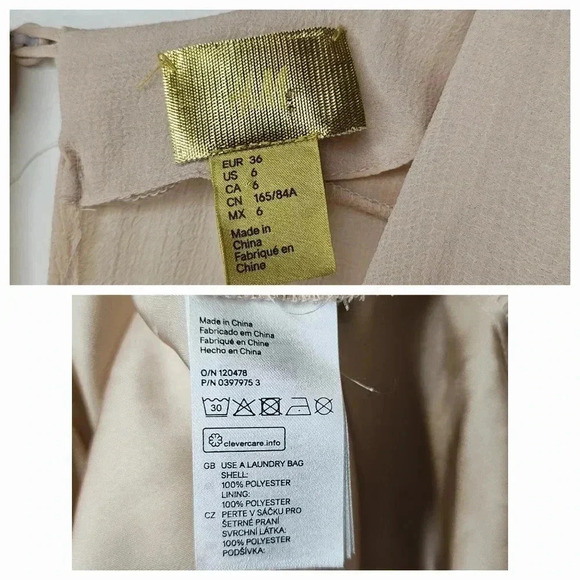 H&M
EUR 36
US 6
CA 6
CN 165/84A
MX 6
Made in
China
Fabriqué en
Chine
Made in China
Fabricado em China
Fabriqué en Chine
Hecho en China
O/N 120478
P/N 0397975 3
30
clevercare.info
GB USE A LAUNDRY BAG
SHELL:
100% POLYESTER
LINING:
100% POLYESTER
CZ PERTE V SÁČKU PRO
ŠETRNÉ PRANÍ
SVRCHNÍ LÁTKA:
100% POLYESTER
PODŠÍVKA: